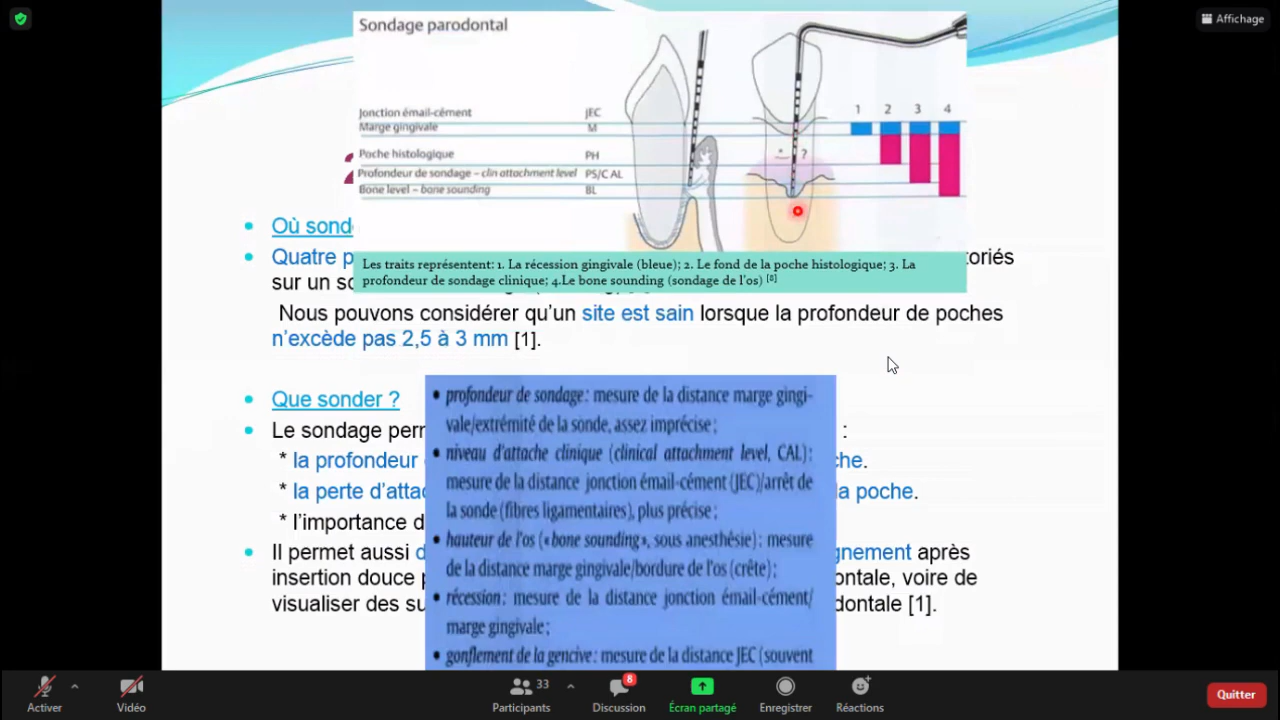 Affichage
Sondage parodontal
Jonction émail-cément JEC
Marge gingivale M
1 2 3 4
Poche histologique PH
? 
Profondeur de sondage – clin attachment level PS/C AL
Bone level – bone sounding BL
Où sond
Les traits représentent: 1. La récession gingivale (bleue); 2. Le fond de la poche histologique; 3. La
profondeur de sondage clinique; 4.Le bone sounding (sondage de l'os) [8]
Quatre p toriés
sur un so
Nous pouvons considérer qu'un site est sain lorsque la profondeur de poches
n'excède pas 2,5 à 3 mm [1].
Que sonder ?
Le sondage perr :
* la profondeur che.
* la perte d'attac la poche.
* l'importance d
Il permet aussi d gnement après
insertion douce p ontale, voire de
visualiser des su dontale [1].
• profondeur de sondage : mesure de la distance marge gingi-
vale/extrémité de la sonde, assez imprécise ;
• niveau d'attache clinique (clinical attachment level, CAL) :
mesure de la distance jonction émail-cément (JEC)/arrêt de
la sonde (fibres ligamentaires), plus précise ;
• hauteur de l'os («bone sounding», sous anesthésie) : mesure
de la distance marge gingivale/bordure de l'os (crête) ;
• récession : mesure de la distance jonction émail-cément/
marge gingivale ;
• gonflement de la gencive : mesure de la distance JEC (souvent
Activer
Vidéo
33
Participants
8
Discussion
Écran partagé
Enregistrer
Réactions
Quitter